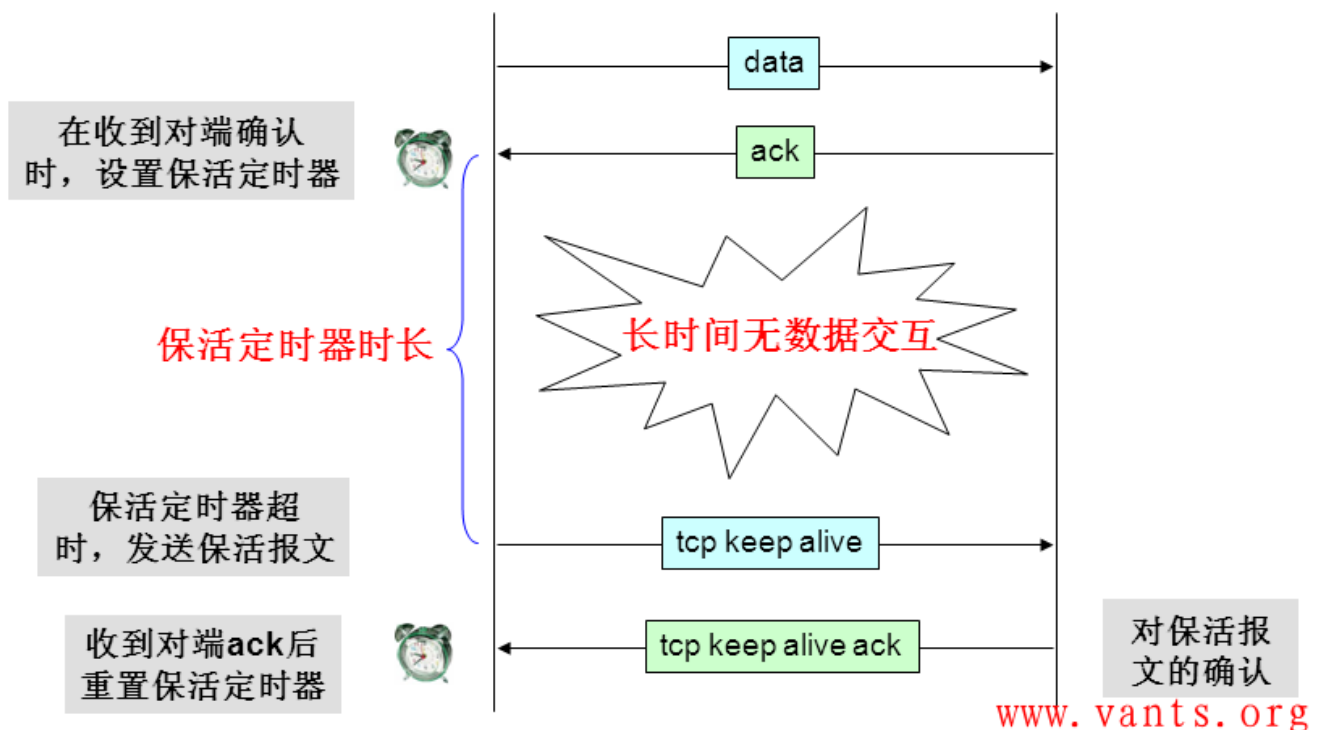 data
在收到对端确认
时，设置保活定时器
ack
长时间无数据交互
保活定时器时长
保活定时器超
时，发送保活报文
tcp keep alive
收到对端ack后
重置保活定时器
tcp keep alive ack
对保活报
文的确认
www.vants.org